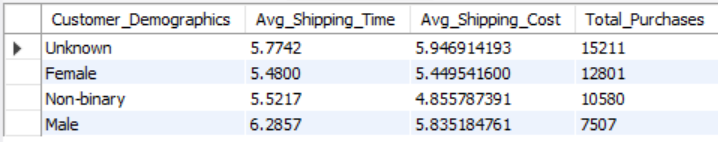 Customer_Demographics Avg_Shipping_Time Avg_Shipping_Cost Total_Purchases
Unknown 5.7742 5.946914193 15211
Female 5.4800 5.449541600 12801
Non-binary 5.5217 4.855787391 10580
Male 6.2857 5.835184761 7507